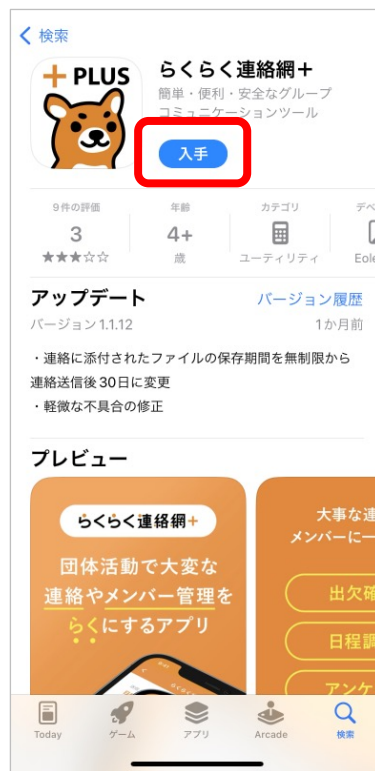 検索
+ PLUS
らくらく連絡網+
簡単・便利・安全なグループ
コミュニケーションツール
入手
9件の評価
年齢
カテゴリ
デベ
3
4+
★★★☆☆
歳
ユーティリティ
Eole
アップデート
バージョン履歴
バージョン 1.1.12
1か月前
・連絡に添付されたファイルの保存期間を無制限から
連絡送信後30日に変更
・軽微な不具合の修正
プレビュー
らくらく連絡網+
団体活動で大変な
連絡やメンバー管理を
らくにするアプリ
大事な連
メンバーに一
出欠確
日程調
アンケ
Today
ゲーム
アプリ
Arcade
検索